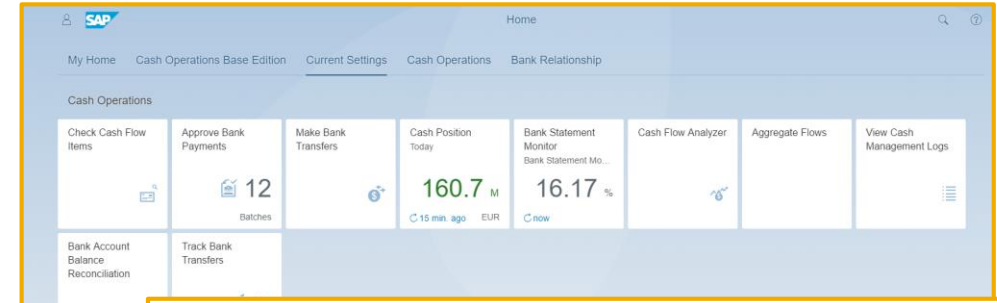 SAP
Home
My Home Cash Operations Base Edition Current Settings Cash Operations Bank Relationship
Cash Operations
Check Cash Flow
Items
Approve Bank
Payments
12
Batches
Make Bank
Transfers
Cash Position
Today
160.7 M
15 min. ago EUR
Bank Statement
Monitor
Bank Statement Mo...
16.17 %
now
Cash Flow Analyzer
Aggregate Flows
View Cash
Management Logs
Bank Account
Balance
Reconciliation
Track Bank
Transfers